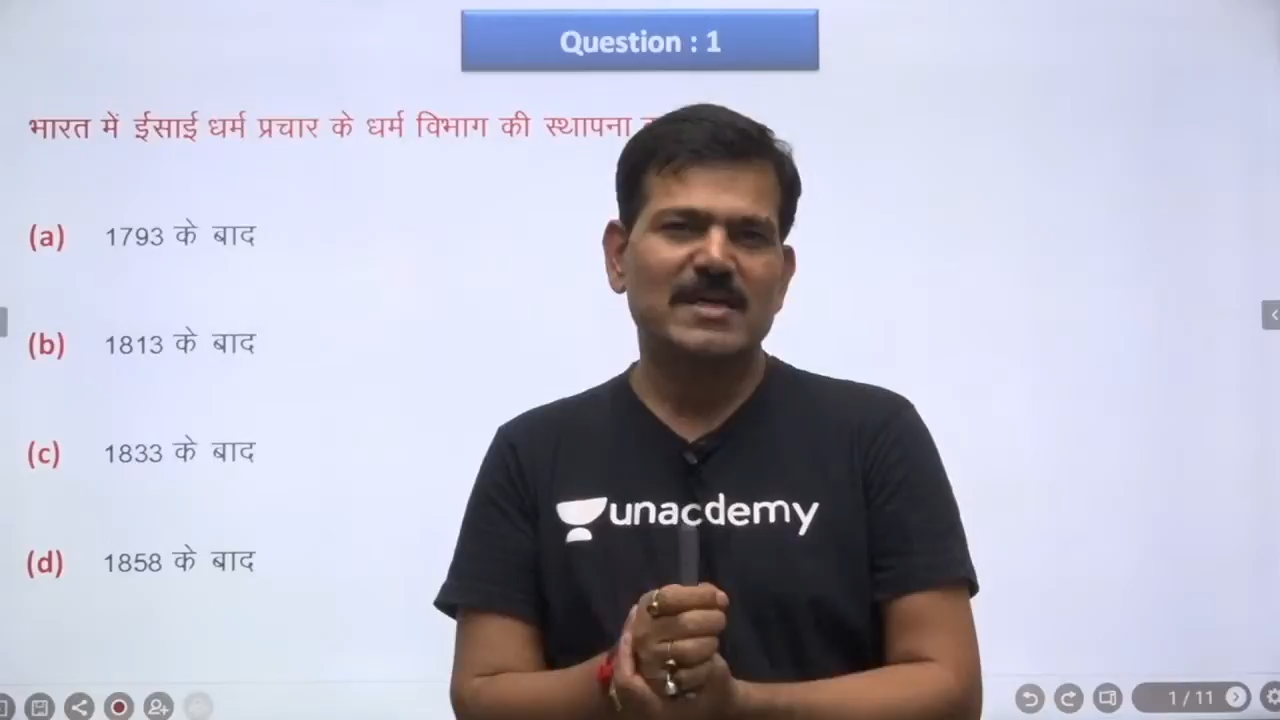 Question : 1
भारत में ईसाई धर्म प्रचार के धर्म विभाग की स्थापना
(a) 1793 के बाद
(b) 1813 के बाद
(c) 1833 के बाद
(d) 1858 के बाद
unacdemy
1 / 11